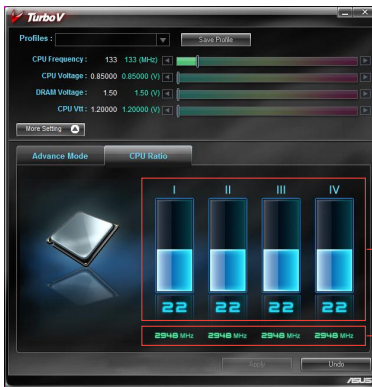 TurboV
Profiles : Save Profile
CPU Frequency : 133 133 (MHz)
CPU Voltage : 0.85000 0.85000 (V)
DRAM Voltage : 1.50 1.50 (V)
CPU Vtt : 1.20000 1.20000 (V)
More Setting
Advance Mode CPU Ratio
I II III IV
22 22 22 22
2948 MHz 2948 MHz 2948 MHz 2948 MHz
Apply Undo
ASUS